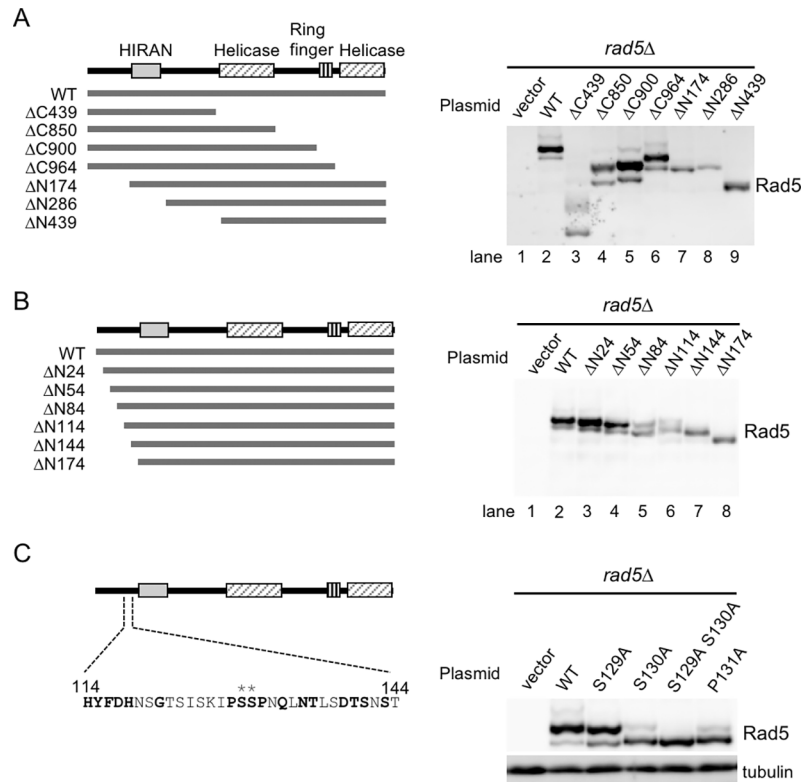 A
HIRAN
Helicase
Ring
finger
Helicase
WT
ΔC439
ΔC850
ΔC900
ΔC964
ΔN174
ΔN286
ΔN439
rad5Δ
Plasmid
vector
WT
ΔC439
ΔC850
ΔC900
ΔC964
ΔN174
ΔN286
ΔN439
Rad5
lane 1 2 3 4 5 6 7 8 9
B
WT
ΔN24
ΔN54
ΔN84
ΔN114
ΔN144
ΔN174
rad5Δ
Plasmid
vector
WT
ΔN24
ΔN54
ΔN84
ΔN114
ΔN144
ΔN174
Rad5
lane 1 2 3 4 5 6 7 8
C
114
144
**
HYFDHNSGTSISKIPSSPNQLNTLSDTSNST
rad5Δ
Plasmid
vector
WT
S129A
S130A
S129A S130A
P131A
Rad5
tubulin